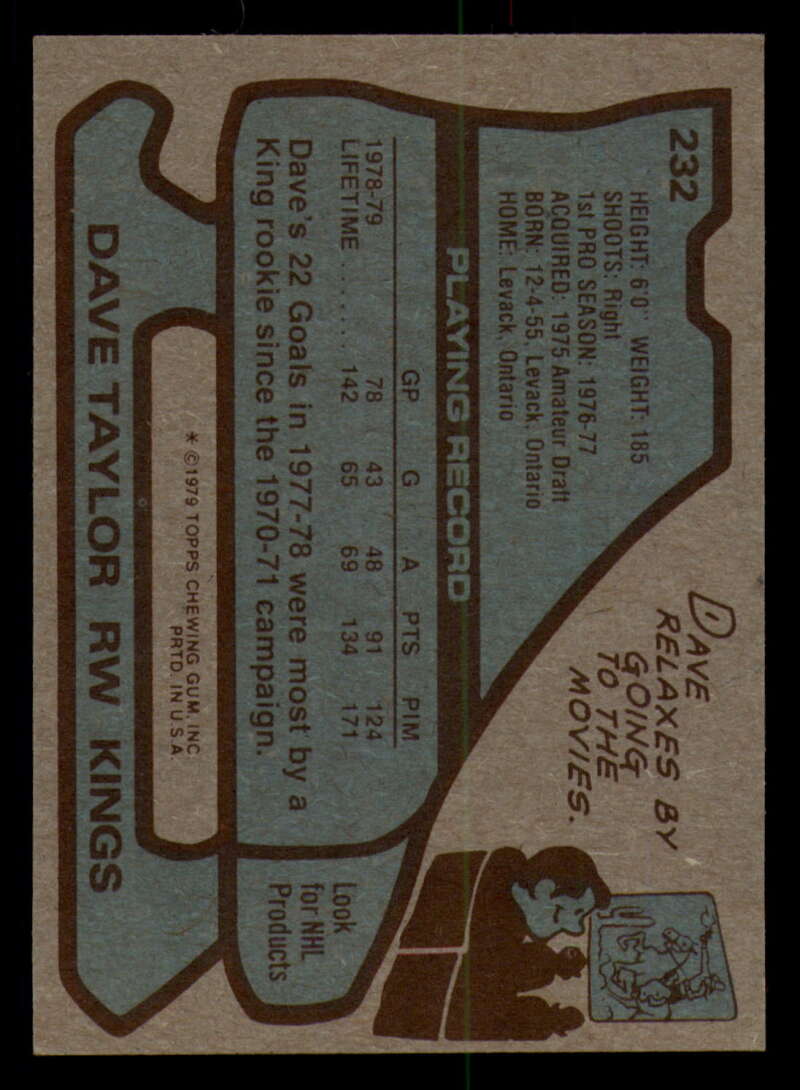 232
HEIGHT: 6'0" WEIGHT: 185
SHOOTS: Right
1st PRO SEASON: 1976-77
ACQUIRED: 1975 Amateur Draft
BORN: 12-4-55, Levack, Ontario
HOME: Levack, Ontario
DAVE
RELAXES BY
GOING
TO THE
MOVIES.
PLAYING RECORD
GP G A PTS PIM
1978-79 78 43 48 91 124
LIFETIME ....... 142 65 69 134 171
Dave's 22 Goals in 1977-78 were most by a
King rookie since the 1970-71 campaign.
Look
for NHL
Products
* ©1979 TOPPS CHEWING GUM, INC.
PRTD. IN U.S.A.
DAVE TAYLOR RW KINGS